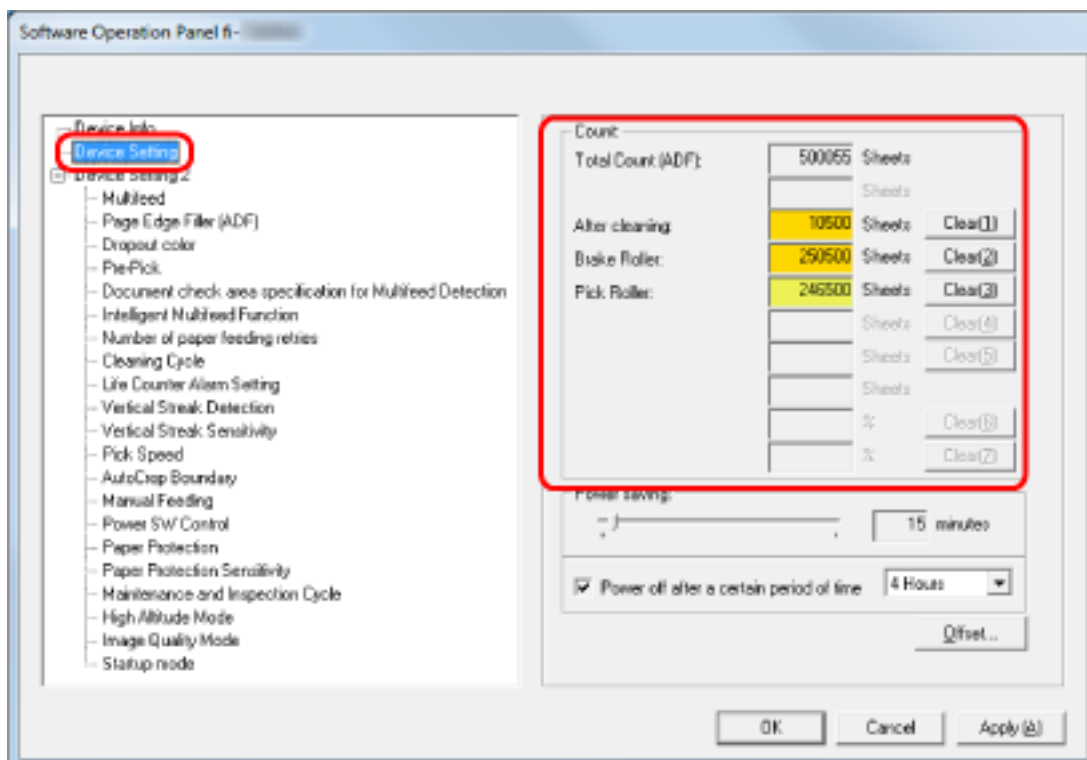 Software Operation Panel fi-
Device Info
Device Setting
Device Setting 2
Multifeed
Page Edge Filler (ADF)
Dropout color
Pre-Pick
Document check area specification for Multifeed Detection
Intelligent Multifeed Function
Number of paper feeding retries
Cleaning Cycle
Life Counter Alarm Setting
Vertical Streak Detection
Vertical Streak Sensitivity
Pick Speed
AutoCrop Boundary
Manual Feeding
Power SW Control
Paper Protection
Paper Protection Sensitivity
Maintenance and Inspection Cycle
High Altitude Mode
Image Quality Mode
Startup mode
Count
Total Count (ADF): 500055 Sheets
Sheets
After cleaning: 10500 Sheets Clear(1)
Brake Roller: 250500 Sheets Clear(2)
Pick Roller: 246500 Sheets Clear(3)
Sheets Clear(4)
Sheets Clear(5)
Sheets
% Clear(6)
% Clear(7)
Power saving:
15 minutes
Power off after a certain period of time 4 Hours
Offset...
OK Cancel Apply (A)